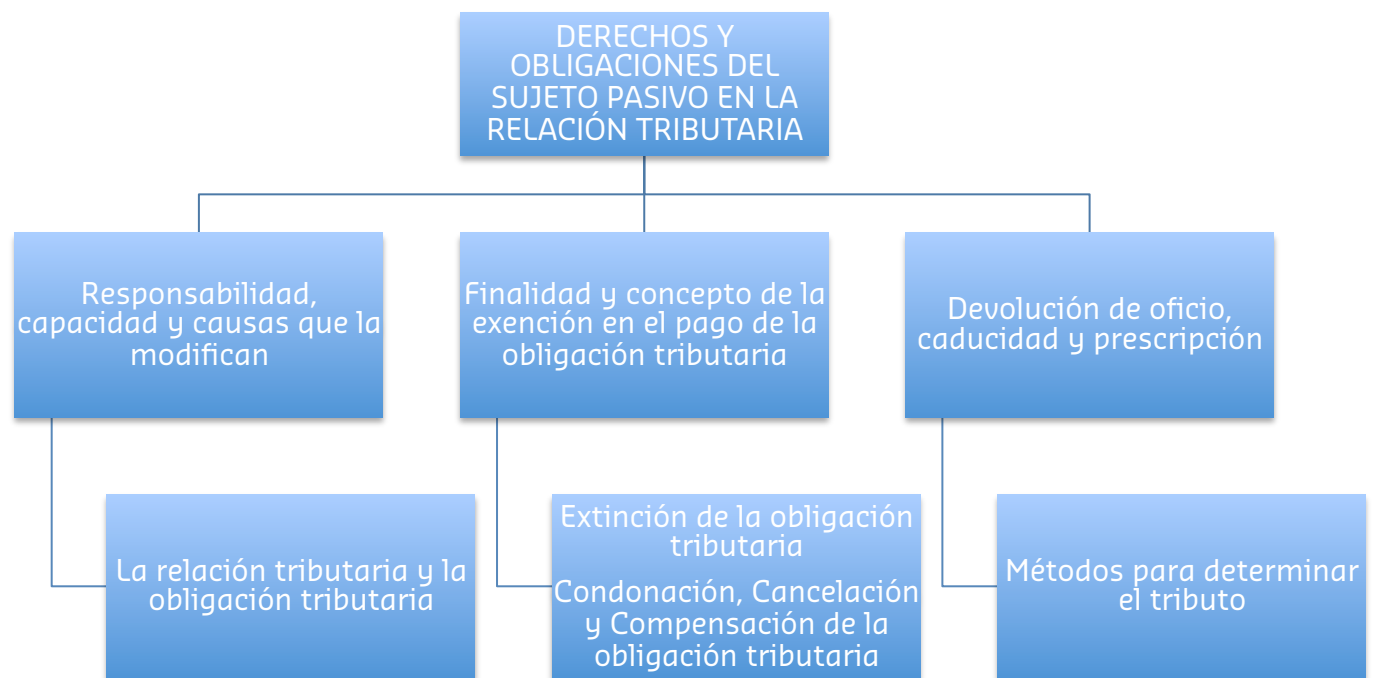 DERECHOS Y
OBLIGACIONES DEL
SUJETO PASIVO EN LA
RELACIÓN TRIBUTARIA
Responsabilidad,
capacidad y causas que la
modifican
Finalidad y concepto de la
exención en el pago de la
obligación tributaria
Devolución de oficio,
caducidad y prescripción
La relación tributaria y la
obligación tributaria
Extinción de la obligación
tributaria
Condonación, Cancelación
y Compensación de la
obligación tributaria
Métodos para determinar
el tributo